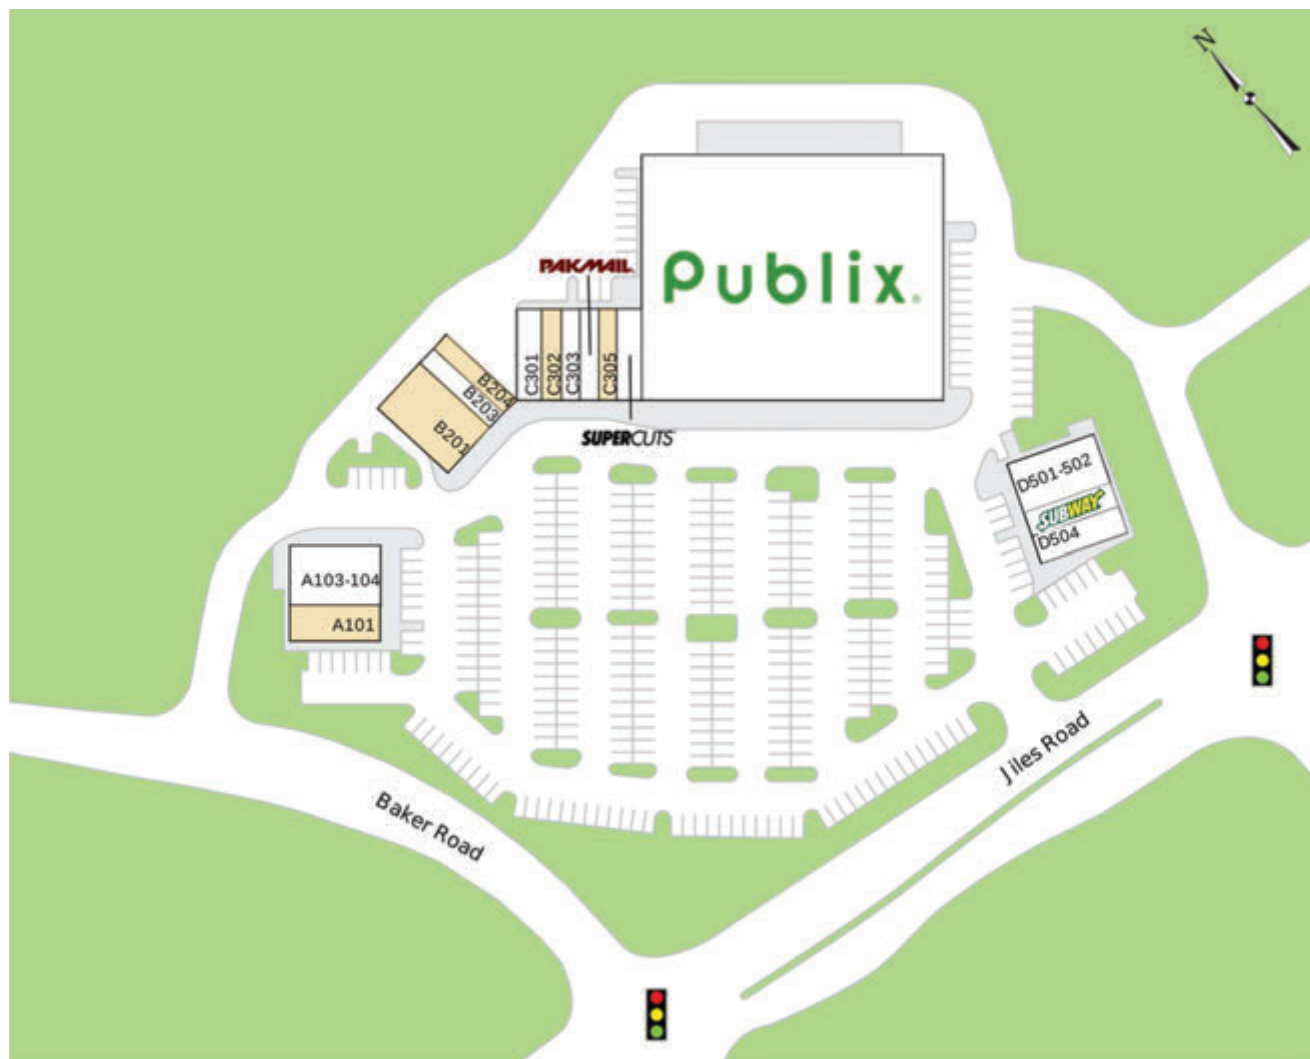 N
Publix.
PAKMAIL
C301
C302
C303
C305
B204
B203
B201
SUPERCUTS
D501-502
SUBWAY
D504
A103-104
A101
Jiles Road
Baker Road